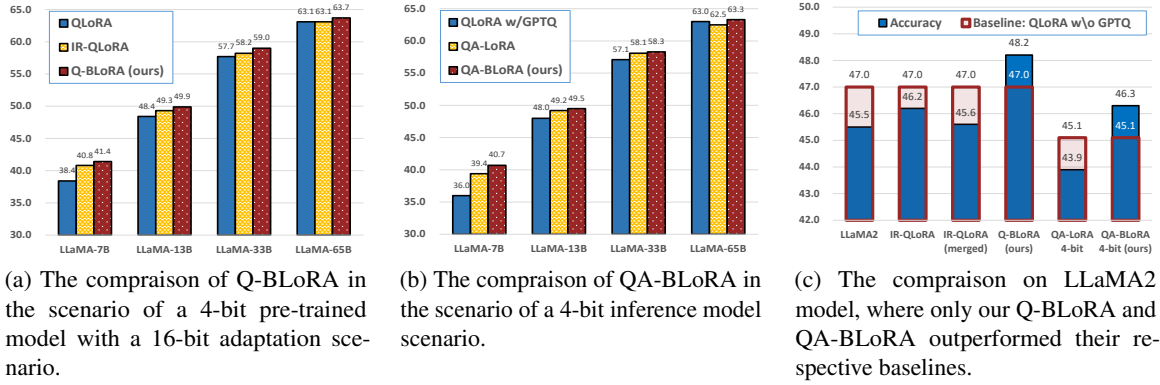 65.0
60.0
55.0
50.0
45.0
40.0
35.0
30.0
QLoRA
IR-QLoRA
Q-BLoRA (ours)
38.4 40.8 41.4
48.4 49.3 49.9
57.7 58.2 59.0
63.1 63.1 63.7
LLaMA-7B LLaMA-13B LLaMA-33B LLaMA-65B
(a) The compraison of Q-BLoRA in
the scenario of a 4-bit pre-trained
model with a 16-bit adaptation sce-
nario.
65.0
60.0
55.0
50.0
45.0
40.0
35.0
30.0
QLoRA w/GPTQ
QA-LoRA
QA-BLoRA (ours)
36.0 39.4 40.7
48.0 49.2 49.5
57.1 58.1 58.3
63.0 62.5 63.3
LLaMA-7B LLaMA-13B LLaMA-33B LLaMA-65B
(b) The compraison of QA-BLoRA in
the scenario of a 4-bit inference model
scenario.
50.0
49.0
48.0
47.0
46.0
45.0
44.0
43.0
42.0
Accuracy Baseline: QLoRA w\o GPTQ
47.0 47.0 47.0 48.2 45.1 46.3
45.5 46.2 45.6 47.0 43.9 45.1
LLaMA2 IR-QLoRA IR-QLoRA Q-BLoRA QA-LoRA QA-BLoRA
(merged) (ours) 4-bit 4-bit (ours)
(c) The compraison on LLaMA2
model, where only our Q-BLoRA and
QA-BLoRA outperformed their re-
spective baselines.